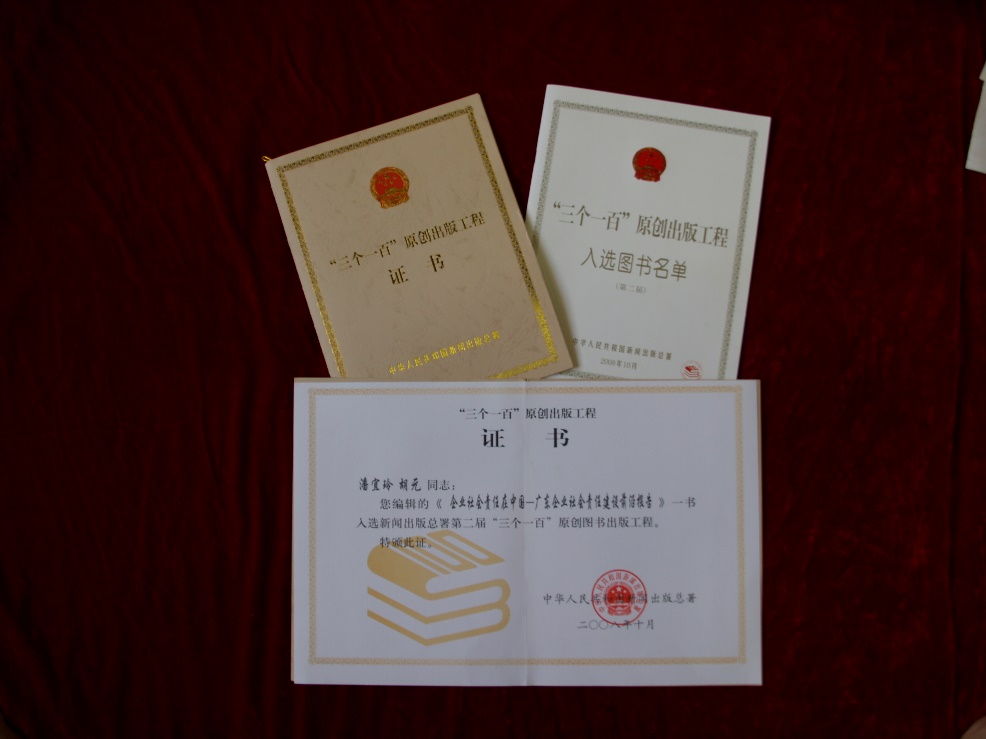 “三个一百”原创出版工程
证 书
中华人民共和国新闻出版总署
“三个一百”原创出版工程
入选图书名单
（第二届）
中华人民共和国新闻出版总署
2008年10月
“三个一百”原创出版工程
证 书
潘宜玲 胡元 同志：
您编辑的《企业社会责任在中国—广东企业社会责任建设前沿报告》一书
入选新闻出版总署第二届“三个一百”原创图书出版工程。
特颁此证。
中华人民共和国新闻出版总署
二〇〇八年十月